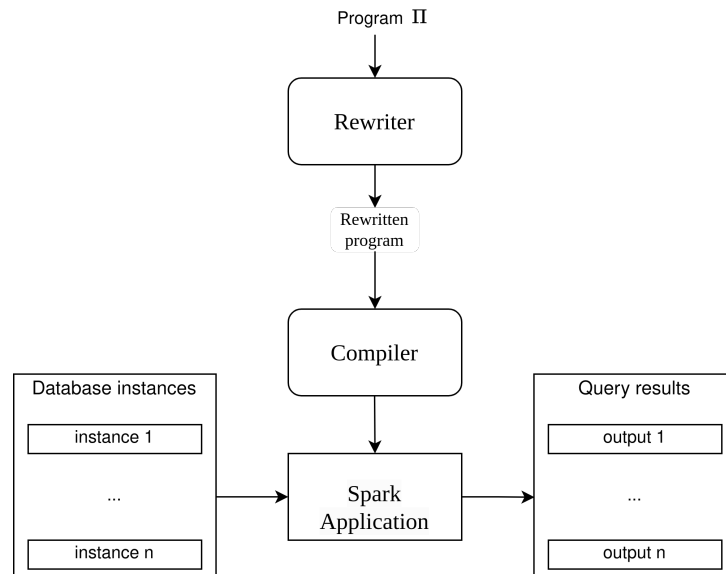 Program Π
Rewriter
Rewritten
program
Compiler
Database instances
instance 1
...
instance n
Spark
Application
Query results
output 1
...
output n